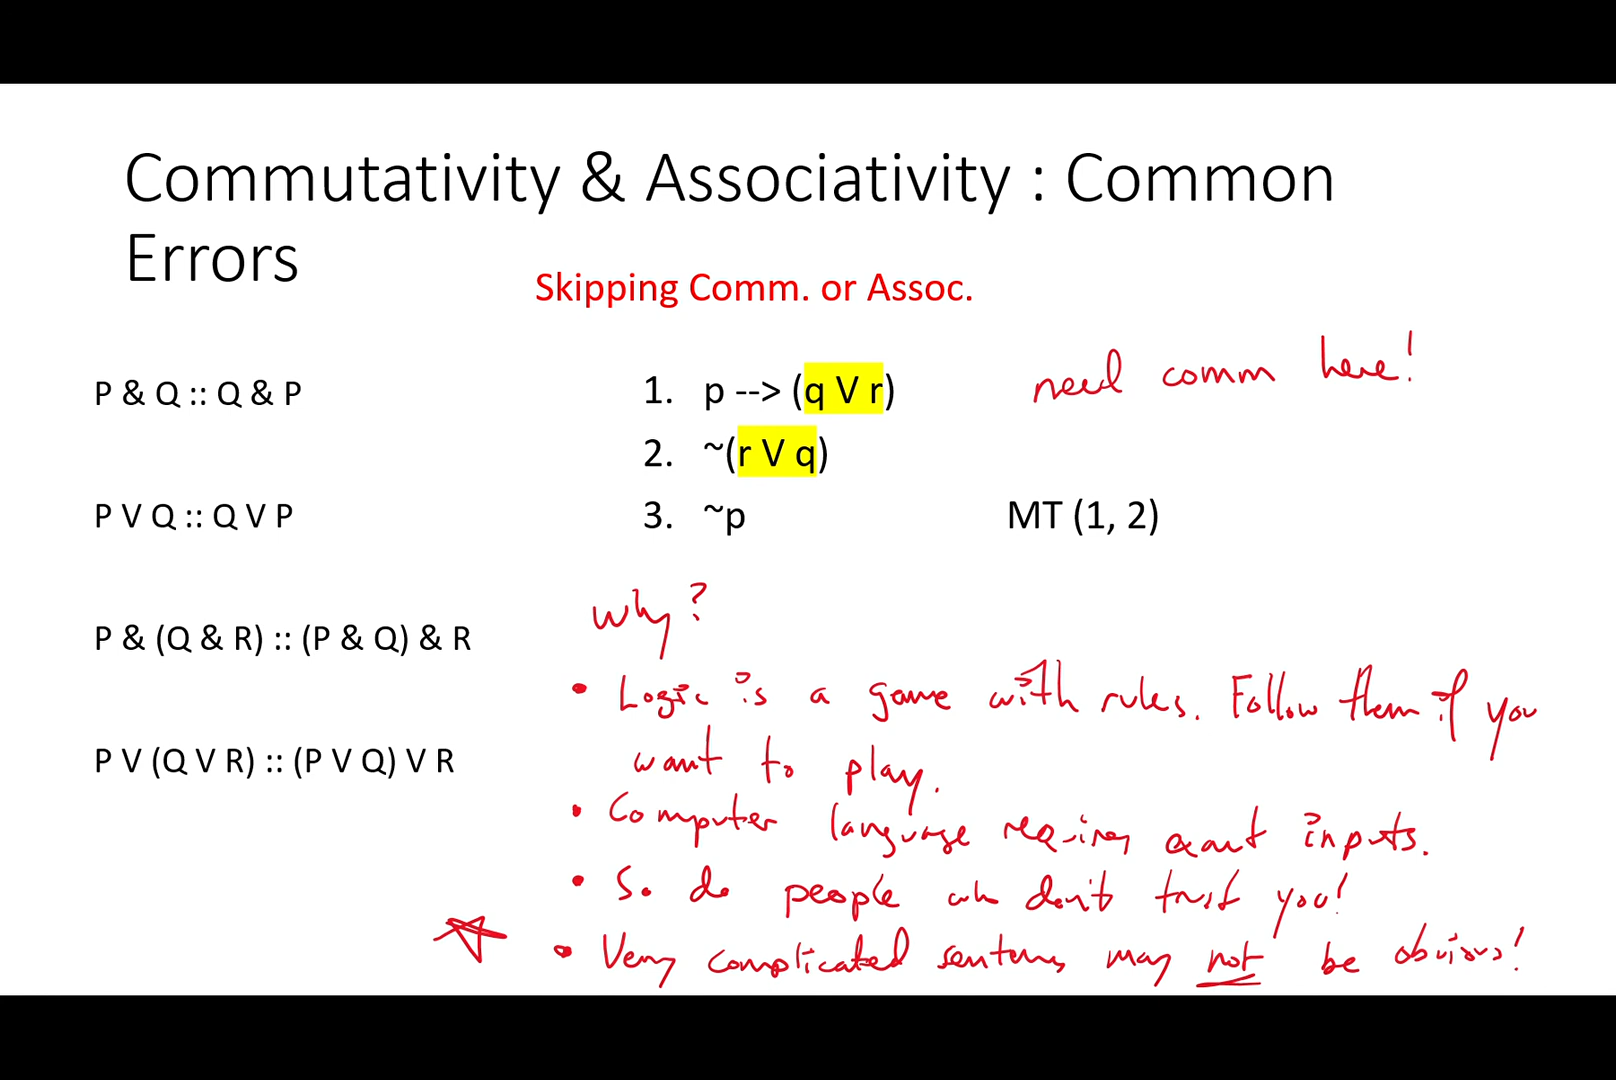 Commutativity & Associativity : Common
Errors
Skipping Comm. or Assoc.
P & Q :: Q & P
1. p --> (q V r)
need comm here!
2. ~(r V q)
P V Q :: Q V P
3. ~p
MT (1, 2)
why?
P & (Q & R) :: (P & Q) & R
• Logic is a game with rules. Follow them if you
want to play.
P V (Q V R) :: (P V Q) V R
• Computer language requires exact inputs.
• So do people who don't trust you!
• Very complicated sentences may not be obvious!